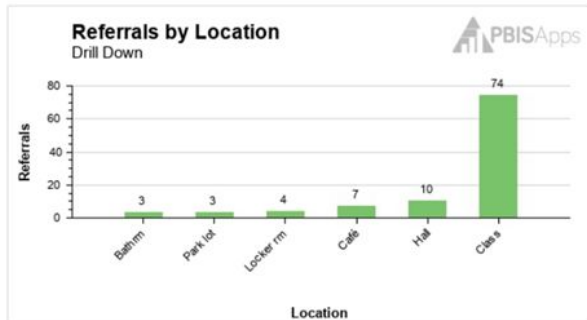 Referrals by Location
Drill Down
PBISApps
Referrals
80
60
40
20
0
3
3
4
7
10
74
Bathrm
Park lot
Locker rm
Café
Hall
Class
Location